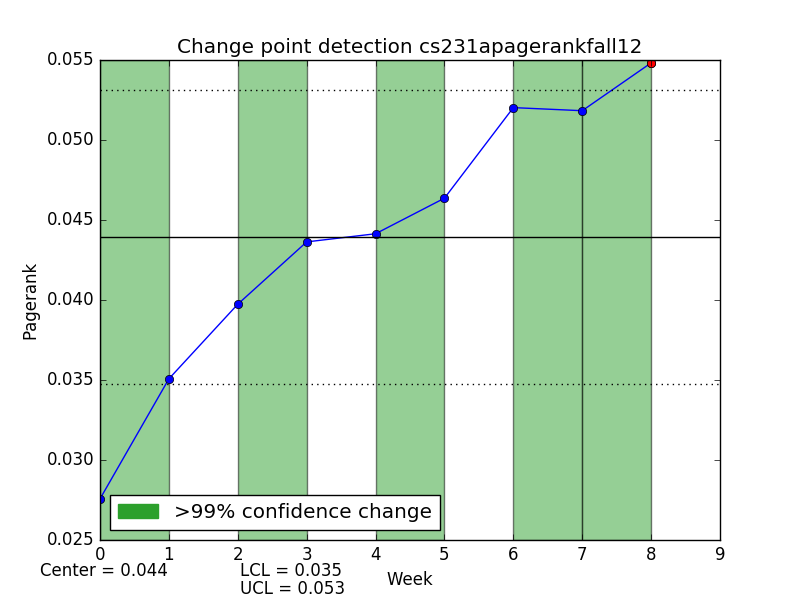 Change point detection cs231apagerankfall12
0.055
0.050
0.045
0.040
0.035
0.030
0.025
Pagerank
>99% confidence change
0 1 2 3 4 5 6 7 8 9
Center = 0.044 LCL = 0.035
Week
UCL = 0.053